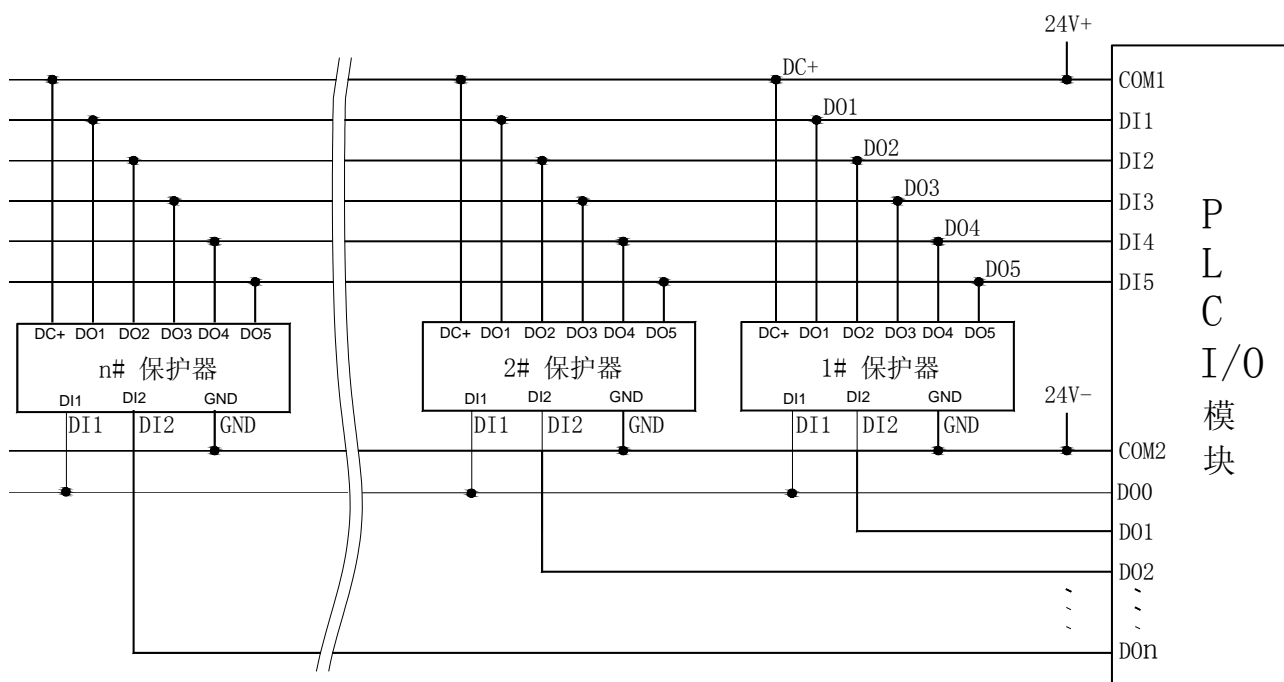 24V+
DC+
COM1
DO1
DI1
DO2
DI2
DO3
DI3
DO4
DI4
DO5
DI5
DC+ DO1 DO2 DO3 DO4 DO5
DC+ DO1 DO2 DO3 DO4 DO5
DC+ DO1 DO2 DO3 DO4 DO5
n# 保护器
2# 保护器
1# 保护器
DI1 DI2 GND
DI1 DI2 GND
DI1 DI2 GND
24V-
DI1 DI2 GND
DI1 DI2 GND
DI1 DI2 GND
COM2
DO0
DO1
DO2
DOn
P
L
C
I/O
模
块